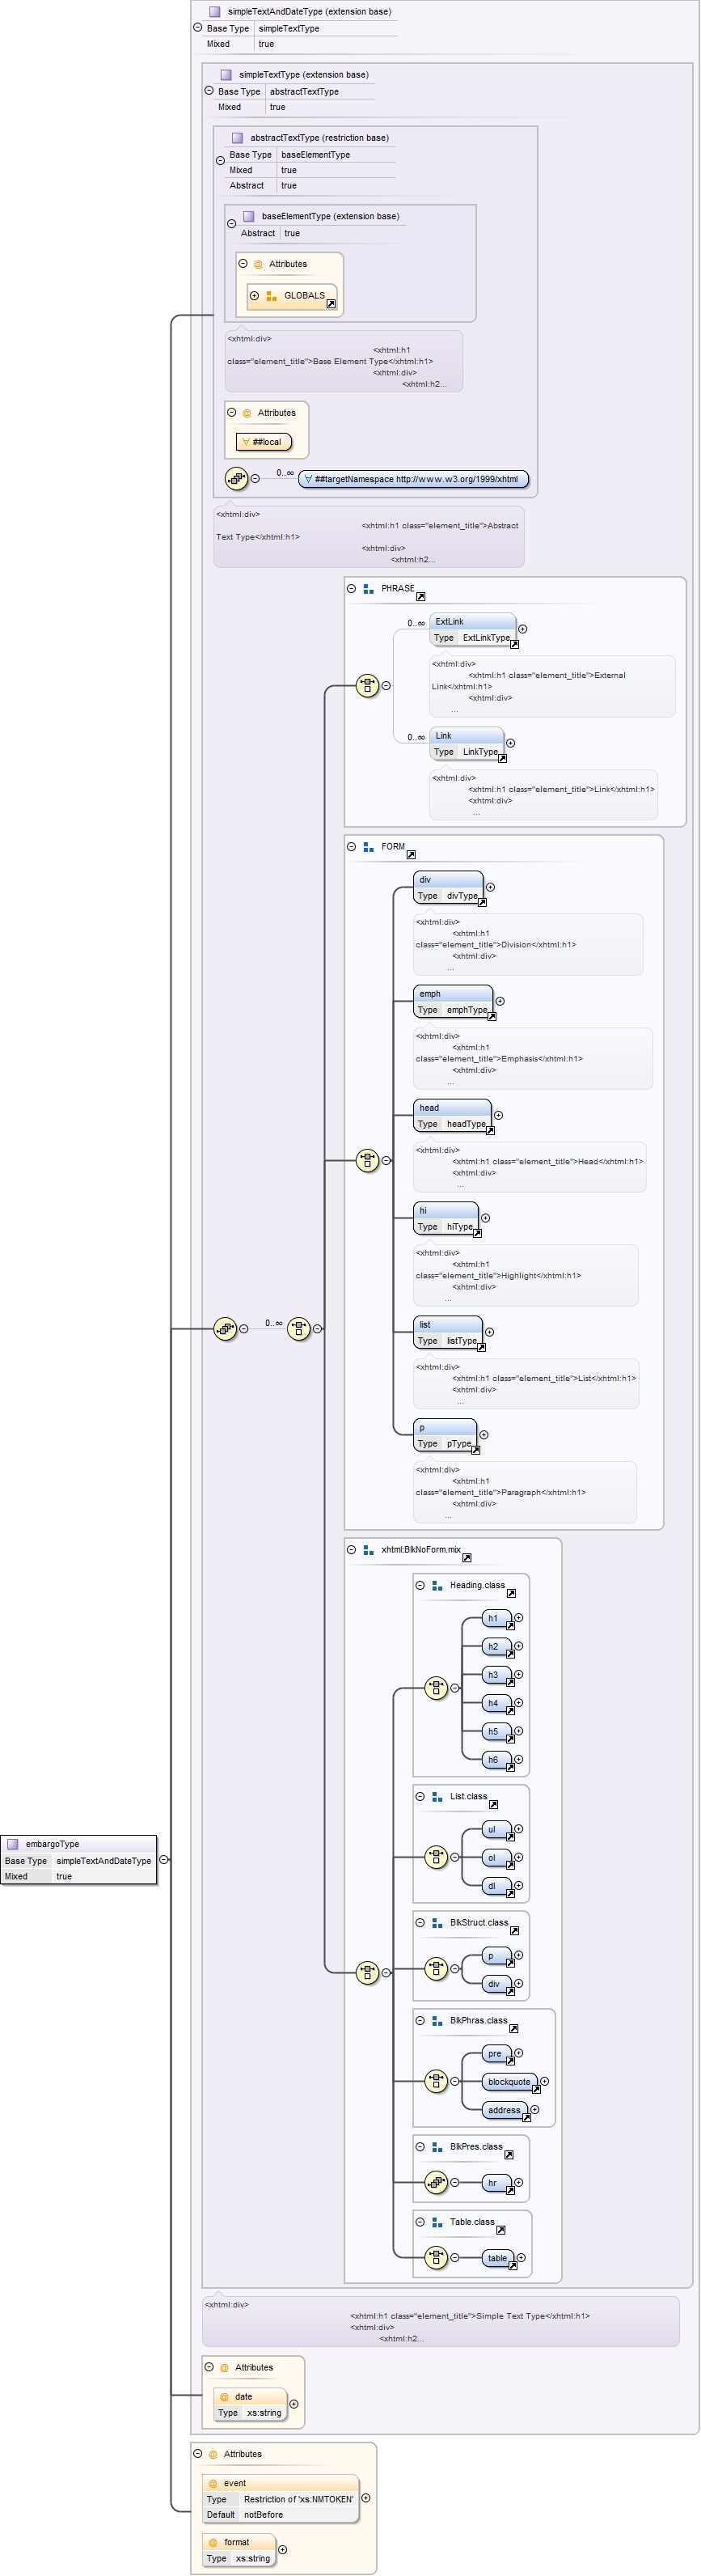 simpleTextAndDateType (extension base)
Base Type simpleTextType
Mixed true
simpleTextType (extension base)
Base Type abstractTextType
Mixed true
abstractTextType (restriction base)
Base Type baseElementType
Mixed true
Abstract true
baseElementType (extension base)
Abstract true
@ Attributes
GLOBALS
<xhtml:div>
<xhtml:h1
class="element_title">Base Element Type</xhtml:h1>
<xhtml:div>
<xhtml:h2...
@ Attributes
##local
0..∞ ##targetNamespace http://www.w3.org/1999/xhtml
<xhtml:div>
<xhtml:h1 class="element_title">Abstract
Text Type</xhtml:h1>
<xhtml:div>
<xhtml:h2...
PHRASE
0..∞ ExtLink
Type ExtLinkType
<xhtml:div>
<xhtml:h1 class="element_title">External
Link</xhtml:h1>
<xhtml:div>
...
0..∞ Link
Type LinkType
<xhtml:div>
<xhtml:h1 class="element_title">Link</xhtml:h1>
<xhtml:div>
...
FORM
div
Type divType
<xhtml:div>
<xhtml:h1
class="element_title">Division</xhtml:h1>
<xhtml:div>
...
emph
Type emphType
<xhtml:div>
<xhtml:h1
class="element_title">Emphasis</xhtml:h1>
<xhtml:div>
...
head
Type headType
<xhtml:div>
<xhtml:h1 class="element_title">Head</xhtml:h1>
<xhtml:div>
...
hi
Type hiType
<xhtml:div>
<xhtml:h1
class="element_title">Highlight</xhtml:h1>
<xhtml:div>
...
0..∞
list
Type listType
<xhtml:div>
<xhtml:h1 class="element_title">List</xhtml:h1>
<xhtml:div>
...
p
Type pType
<xhtml:div>
<xhtml:h1
class="element_title">Paragraph</xhtml:h1>
<xhtml:div>
...
xhtml:BlkNoForm.mix
Heading.class
h1
h2
h3
h4
h5
h6
List.class
ul
ol
dl
embargoType
Base Type simpleTextAndDateType
Mixed true
BlkStruct.class
p
div
BlkPhras.class
pre
blockquote
address
BlkPres.class
hr
Table.class
table
<xhtml:div>
<xhtml:h1 class="element_title">Simple Text Type</xhtml:h1>
<xhtml:div>
<xhtml:h2...
@ Attributes
@ date
Type xs:string
@ Attributes
@ event
Type Restriction of 'xs:NMTOKEN'
Default notBefore
@ format
Type xs:string